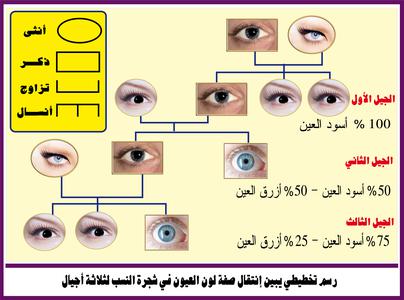 أنثى
ذكر
تزاوج
أنسال
الجيل الأول
100 % أسود العين
الجيل الثاني
50% أسود العين - 50% أزرق العين
الجيل الثالث
75% أسود العين - 25% أزرق العين
رسم تخطيطي يبين إنتقال صفة لون العيون في شجرة النسب لثلاثة أجيال